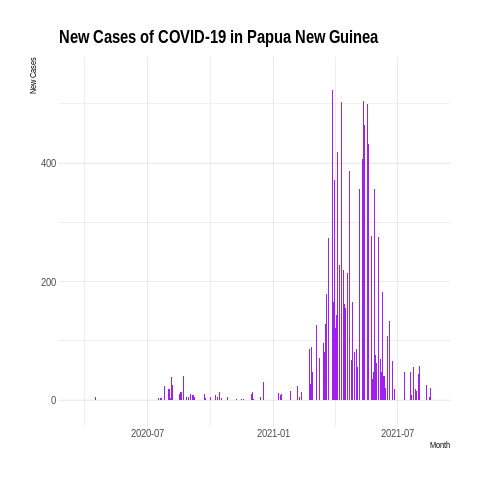 New Cases of COVID-19 in Papua New Guinea
New Cases
400
200
0
2020-07
2021-01
2021-07
Month